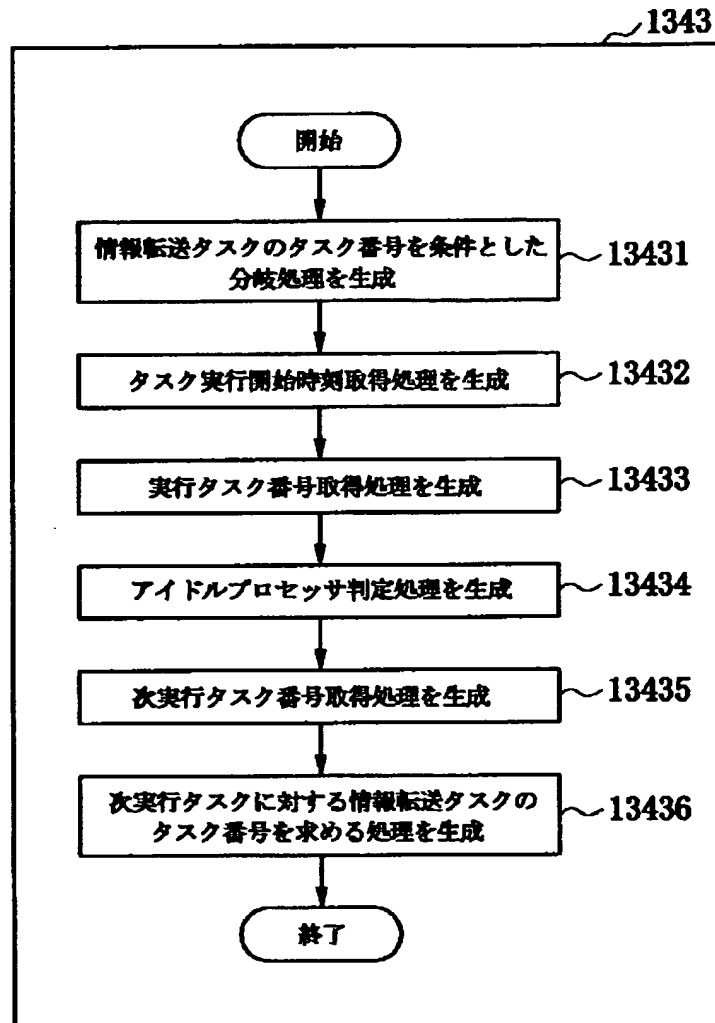 1343
開始
情報転送タスクのタスク番号を条件とした
分岐処理を生成
13431
タスク実行開始時刻取得処理を生成
13432
実行タスク番号取得処理を生成
13433
アイドルプロセッサ判定処理を生成
13434
次実行タスク番号取得処理を生成
13435
次実行タスクに対する情報転送タスクの
タスク番号を求める処理を生成
13436
終了